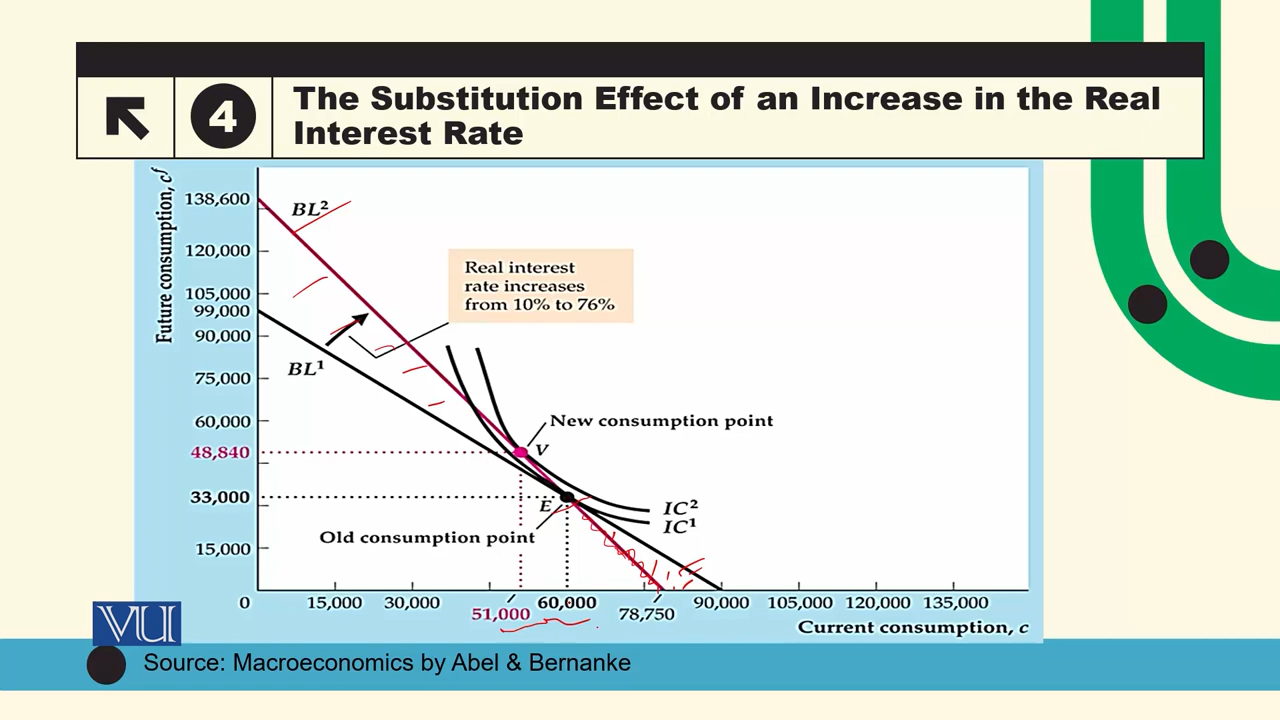 4
The Substitution Effect of an Increase in the Real
Interest Rate
Future consumption, cᶠ
138,600
120,000
105,000
99,000
90,000
75,000
60,000
48,840
33,000
15,000
BL²
Real interest
rate increases
from 10% to 76%
BL¹
New consumption point
V
E
IC²
IC¹
Old consumption point
0
15,000
30,000
51,000
60,000
78,750
90,000
105,000
120,000
135,000
Current consumption, c
VU
Source: Macroeconomics by Abel & Bernanke